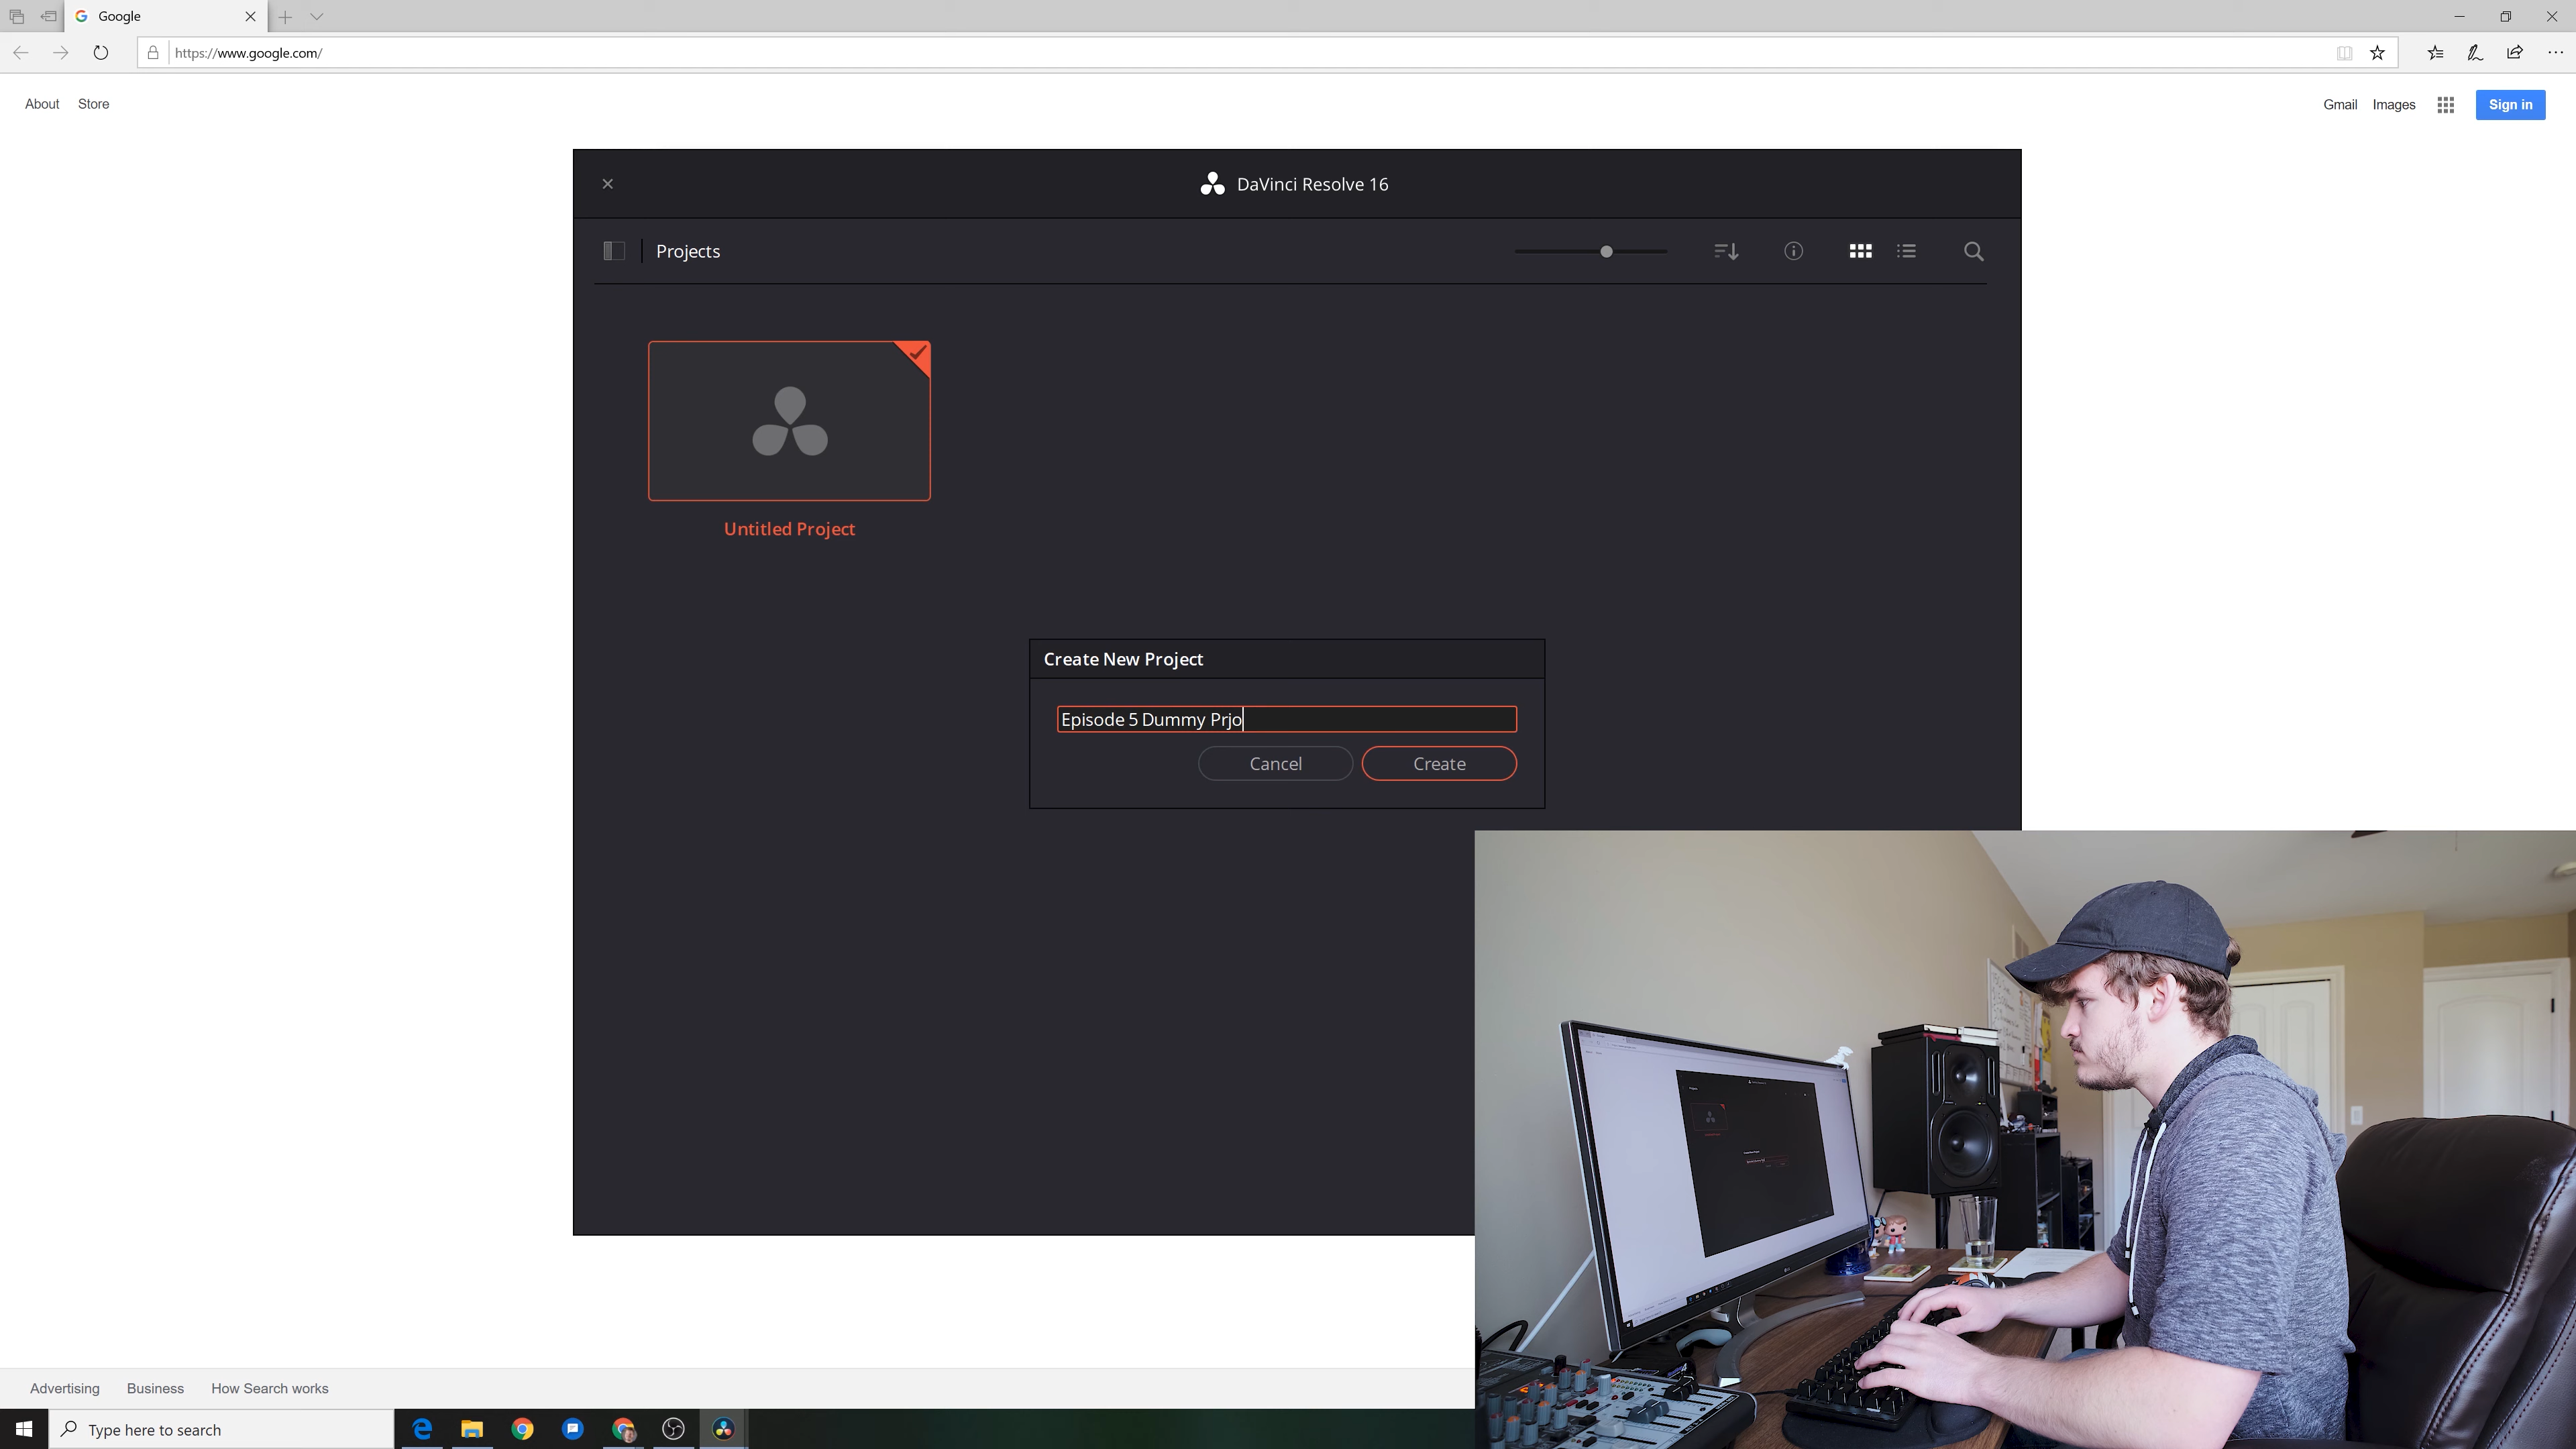 Google
https://www.google.com/
About Store
Gmail Images Sign in
DaVinci Resolve 16
Projects
Untitled Project
Create New Project
Episode 5 Dummy Prjo
Cancel Create
Advertising Business How Search works
Type here to search